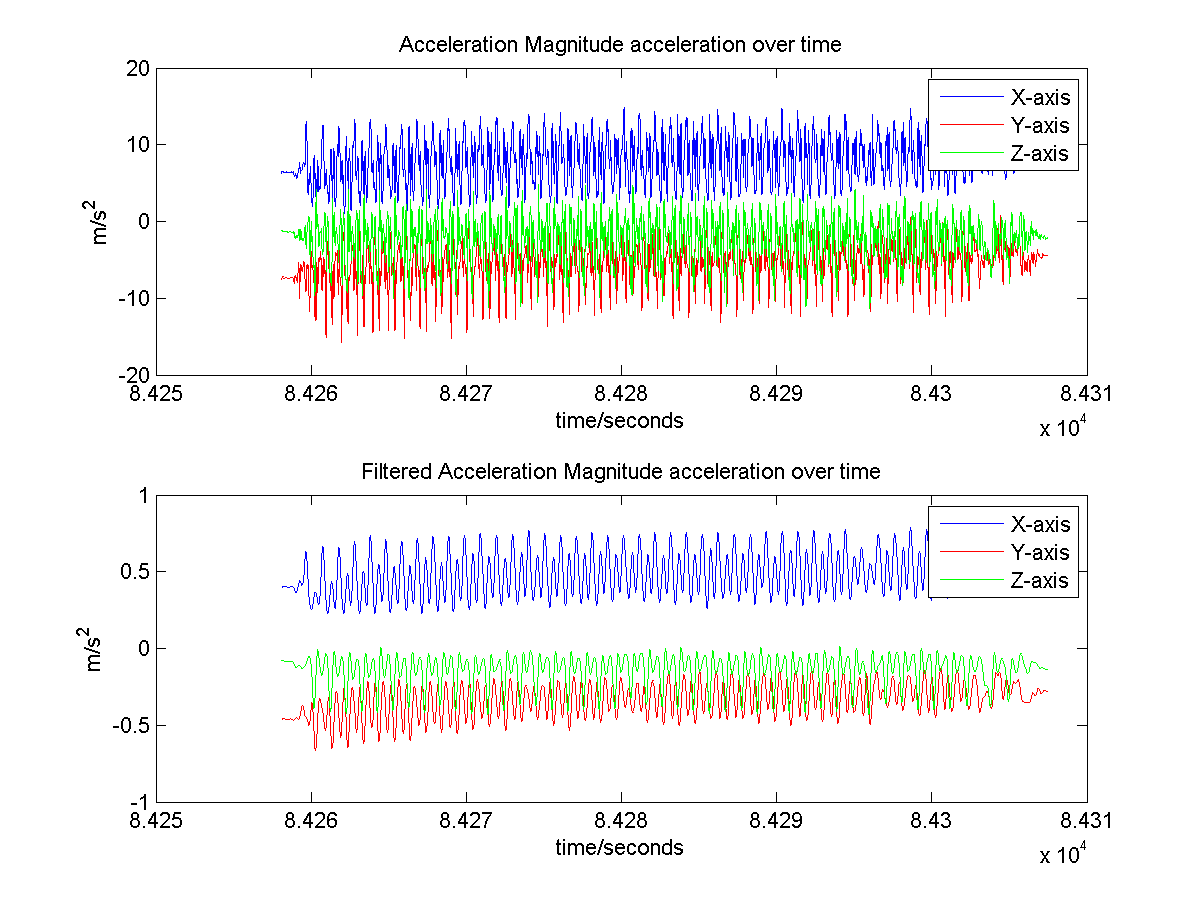 Acceleration Magnitude acceleration over time
20
10
0
-10
-20
m/s²
X-axis
Y-axis
Z-axis
8.425 8.426 8.427 8.428 8.429 8.43 8.431
time/seconds
x 10⁴
Filtered Acceleration Magnitude acceleration over time
1
0.5
0
-0.5
-1
m/s²
X-axis
Y-axis
Z-axis
8.425 8.426 8.427 8.428 8.429 8.43 8.431
time/seconds
x 10⁴